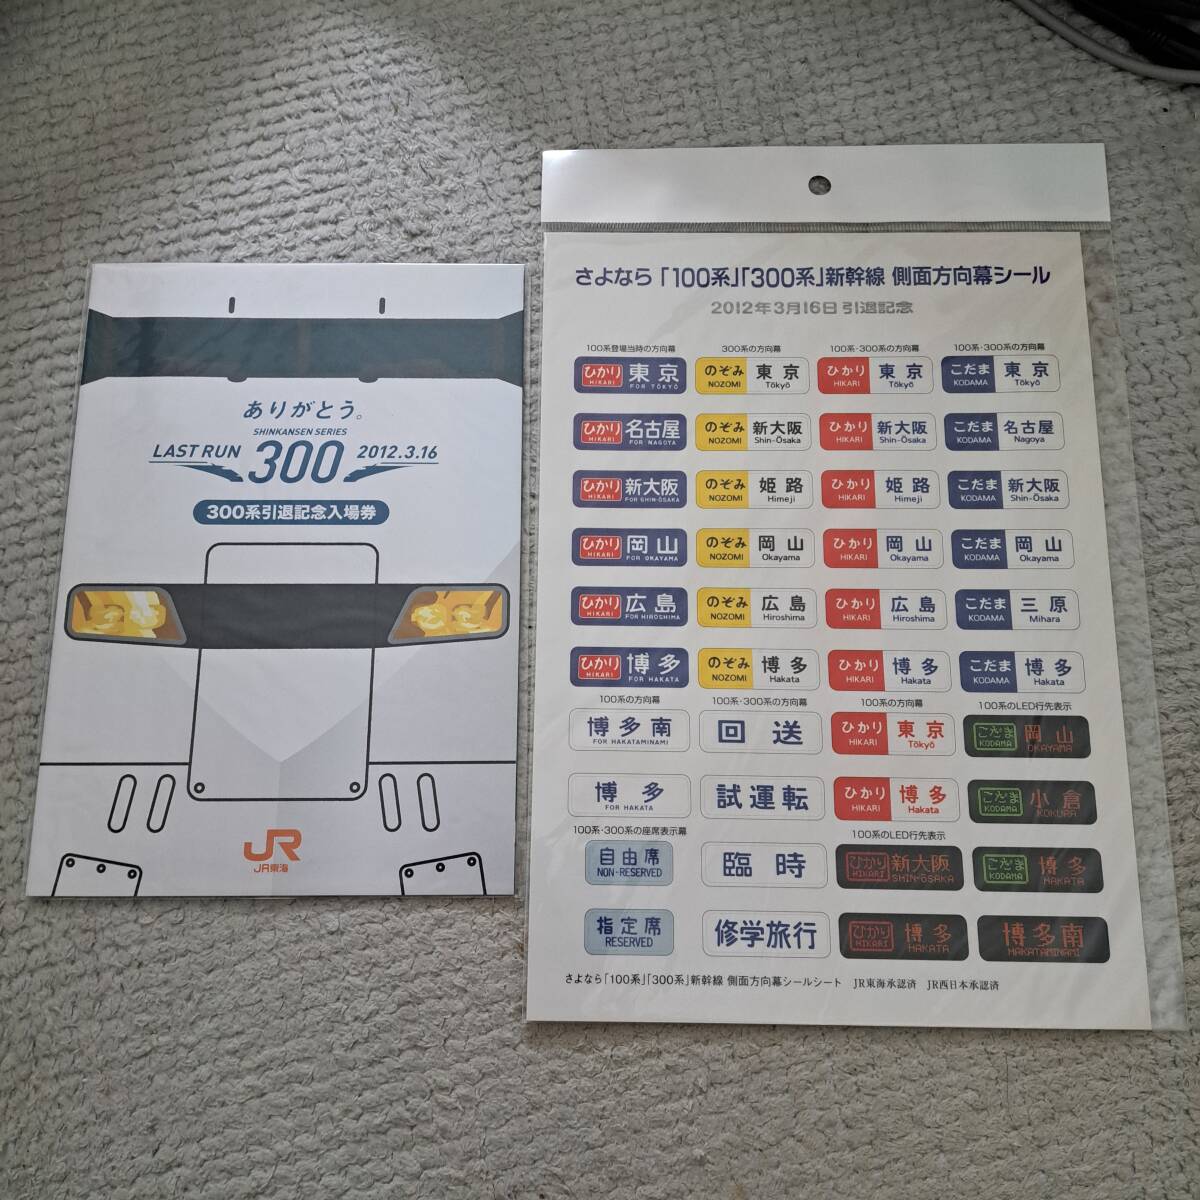 ありがとう。
SHINKANSEN SERIES
LAST RUN 300 2012.3.16
300系引退記念入場券
JR
JR東海
さよなら「100系」「300系」新幹線 側面方向幕シール
2012年3月16日 引退記念
100系登場当時の方向幕 300系の方向幕 100系・300系の方向幕 100系・300系の方向幕
ひかり HIKARI 東京 FOR TŌKYŌ
のぞみ NOZOMI 東京 Tōkyō
ひかり HIKARI 東京 Tōkyō
こだま KODAMA 東京 Tōkyō
ひかり HIKARI 名古屋 FOR NAGOYA
のぞみ NOZOMI 新大阪 Shin-Ōsaka
ひかり HIKARI 新大阪 Shin-Ōsaka
こだま KODAMA 名古屋 Nagoya
ひかり HIKARI 新大阪 FOR SHIN-ŌSAKA
のぞみ NOZOMI 姫路 Himeji
ひかり HIKARI 姫路 Himeji
こだま KODAMA 新大阪 Shin-Ōsaka
ひかり HIKARI 岡山 FOR OKAYAMA
のぞみ NOZOMI 岡山 Okayama
ひかり HIKARI 岡山 Okayama
こだま KODAMA 岡山 Okayama
ひかり HIKARI 広島 FOR HIROSHIMA
のぞみ NOZOMI 広島 Hiroshima
ひかり HIKARI 広島 Hiroshima
こだま KODAMA 三原 Mihara
ひかり HIKARI 博多 FOR HAKATA
のぞみ NOZOMI 博多 Hakata
ひかり HIKARI 博多 Hakata
こだま KODAMA 博多 Hakata
100系の方向幕 100系・300系の方向幕 100系の方向幕 100系のLED行先表示
博多南 FOR HAKATAMINAMI
回送
ひかり HIKARI 東京 Tōkyō
こだま KODAMA 岡山 OKAYAMA
博多 FOR HAKATA
試運転
ひかり HIKARI 博多 Hakata
こだま KODAMA 小倉 KOKURA
100系・300系の座席表示幕 100系のLED行先表示
自由席 NON-RESERVED
臨時
ひかり HIKARI 新大阪 SHIN-ŌSAKA
こだま KODAMA 博多 HAKATA
指定席 RESERVED
修学旅行
ひかり HIKARI 博多 HAKATA
博多南 HAKATAMINAMI
さよなら「100系」「300系」新幹線 側面方向幕シールシート JR東海承認済 JR西日本承認済